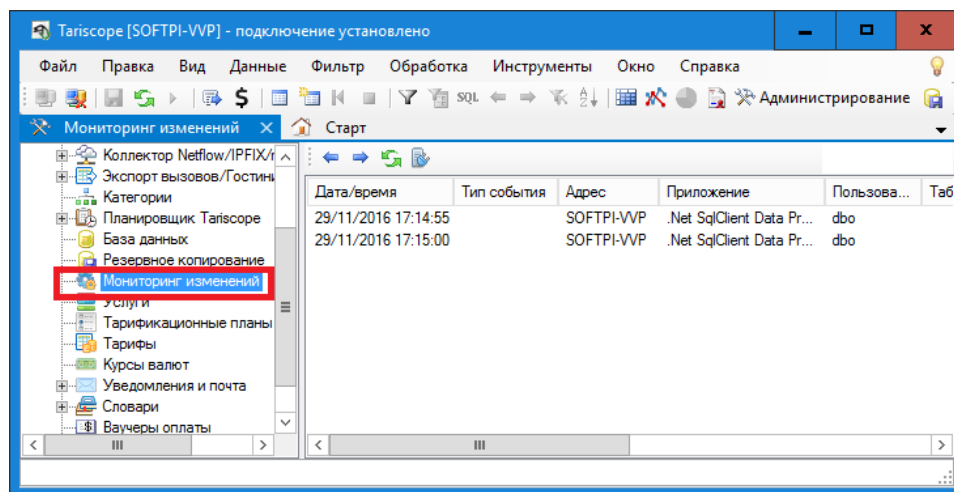 Tariscope [SOFTPI-VVP] - подключение установлено
Файл Правка Вид Данные Фильтр Обработка Инструменты Окно Справка
$ SQL Администрирование
Мониторинг изменений Старт
Коллектор Netflow/IPFIX/
Экспорт вызовов/Гостин
Категории
Планировщик Tariscope
База данных
Резервное копирование
Мониторинг изменений
Услуги
Тарификационные планы
Тарифы
Курсы валют
Уведомления и почта
Словари
Ваучеры оплаты
Дата/время Тип события Адрес Приложение Пользова... Таб
29/11/2016 17:14:55 SOFTPI-VVP .Net SqlClient Data Pr... dbo
29/11/2016 17:15:00 SOFTPI-VVP .Net SqlClient Data Pr... dbo